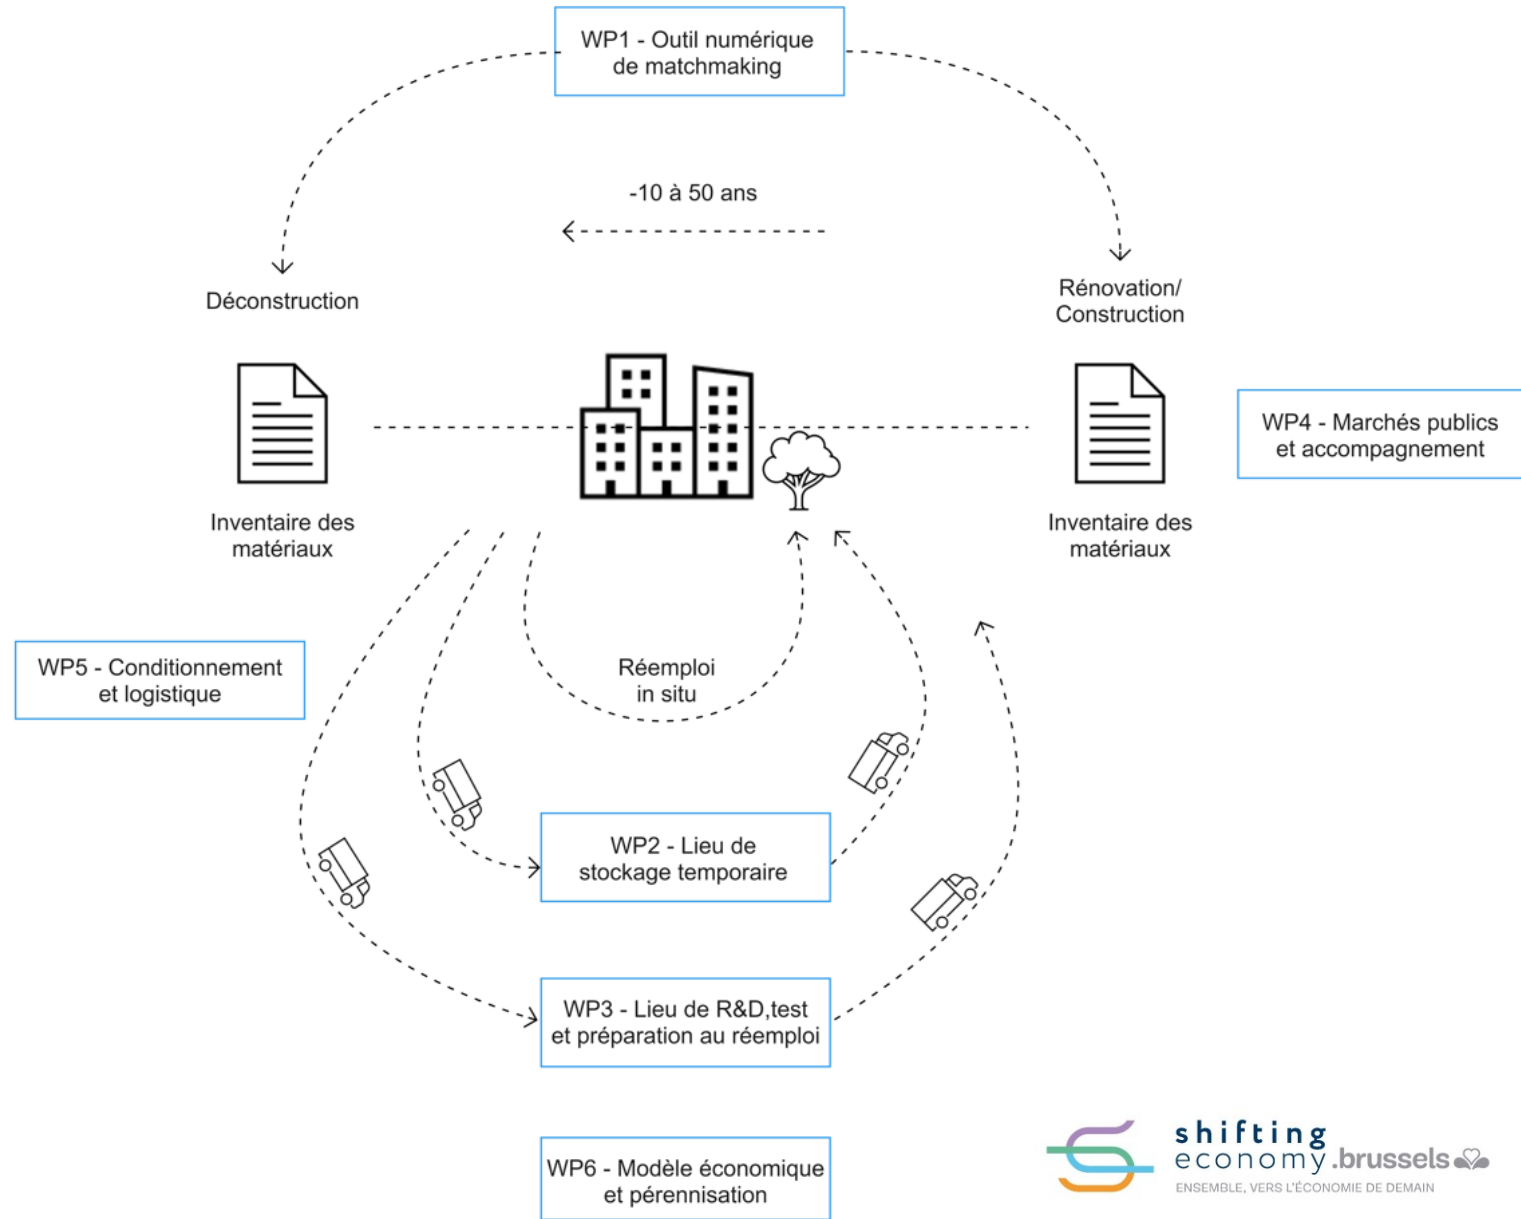 WP1 - Outil numérique
de matchmaking
-10 à 50 ans
Déconstruction
Rénovation/
Construction
WP4 - Marchés publics
et accompagnement
Inventaire des
matériaux
Inventaire des
matériaux
WP5 - Conditionnement
et logistique
Réemploi
in situ
WP2 - Lieu de
stockage temporaire
WP3 - Lieu de R&D,test
et préparation au réemploi
WP6 - Modèle économique
et pérennisation
shifting
economy.brussels
ENSEMBLE, VERS L'ÉCONOMIE DE DEMAIN